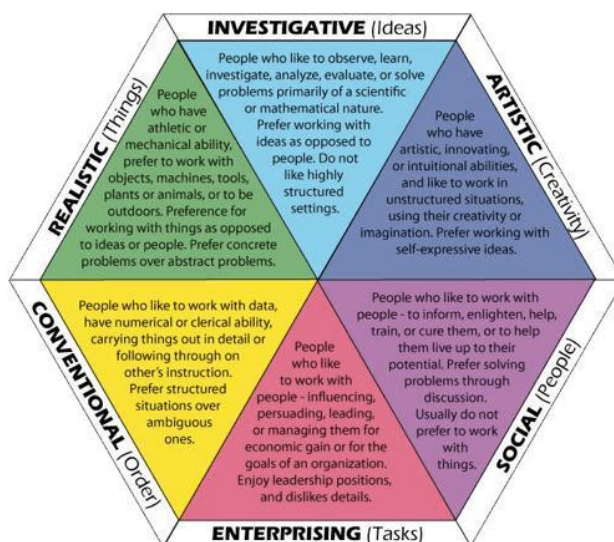 INVESTIGATIVE (Ideas)
People who like to observe, learn,
investigate, analyze, evaluate, or solve
problems primarily of a scientific
or mathematical nature.
Prefer working with
ideas as opposed to
people. Do not
like highly
structured
settings.
ARTISTIC (Creativity)
People
who have
artistic, innovating,
or intuitional abilities,
and like to work in
unstructured situations,
using their creativity or
imagination. Prefer working with
self-expressive ideas.
SOCIAL (People)
People who like to work with
people - to inform, enlighten, help,
train, or cure them, or to help
them live up to their
potential. Prefer solving
problems through
discussion.
Usually do not
prefer to work
with
things.
ENTERPRISING (Tasks)
People
who like
to work with
people - influencing,
persuading, leading,
or managing them for
economic gain or for the
goals of an organization.
Enjoy leadership positions,
and dislikes details.
CONVENTIONAL (Order)
People who like to work with data,
have numerical or clerical ability,
carrying things out in detail or
following through on
other's instruction.
Prefer structured
situations over
ambiguous
ones.
REALISTIC (Things)
People
who have
athletic or
mechanical ability,
prefer to work with
objects, machines, tools,
plants or animals, or to be
outdoors. Preference for
working with things as opposed
to ideas or people. Prefer concrete
problems over abstract problems.